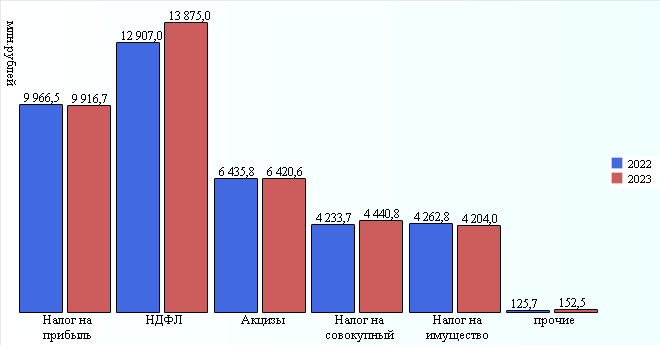 млн.рублей
9 966,5
9 916,7
12 907,0
13 875,0
6 435,8
6 420,6
4 233,7
4 440,8
4 262,8
4 204,0
125,7
152,5
Налог на
прибыль
НДФЛ
Акцизы
Налог на
совокупный
Налог на
имущество
прочие
2022
2023